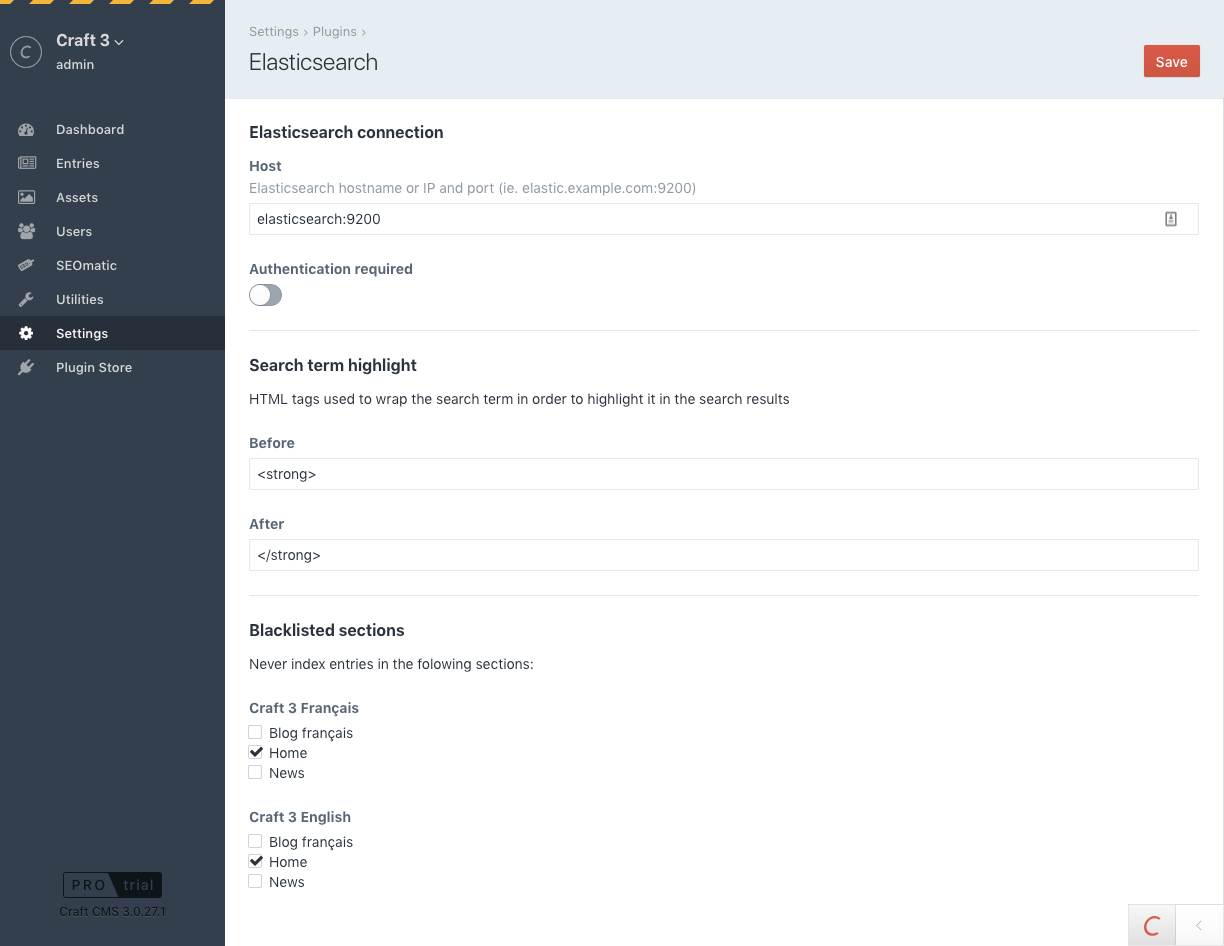 Craft 3
admin
Dashboard
Entries
Assets
Users
SEOmatic
Utilities
Settings
Plugin Store
PRO trial
Craft CMS 3.0.27.1
Settings › Plugins ›
Elasticsearch
Save
Elasticsearch connection
Host
Elasticsearch hostname or IP and port (ie. elastic.example.com:9200)
elasticsearch:9200
Authentication required
Search term highlight
HTML tags used to wrap the search term in order to highlight it in the search results
Before
<strong>
After
</strong>
Blacklisted sections
Never index entries in the folowing sections:
Craft 3 Français
Blog français
Home
News
Craft 3 English
Blog français
Home
News